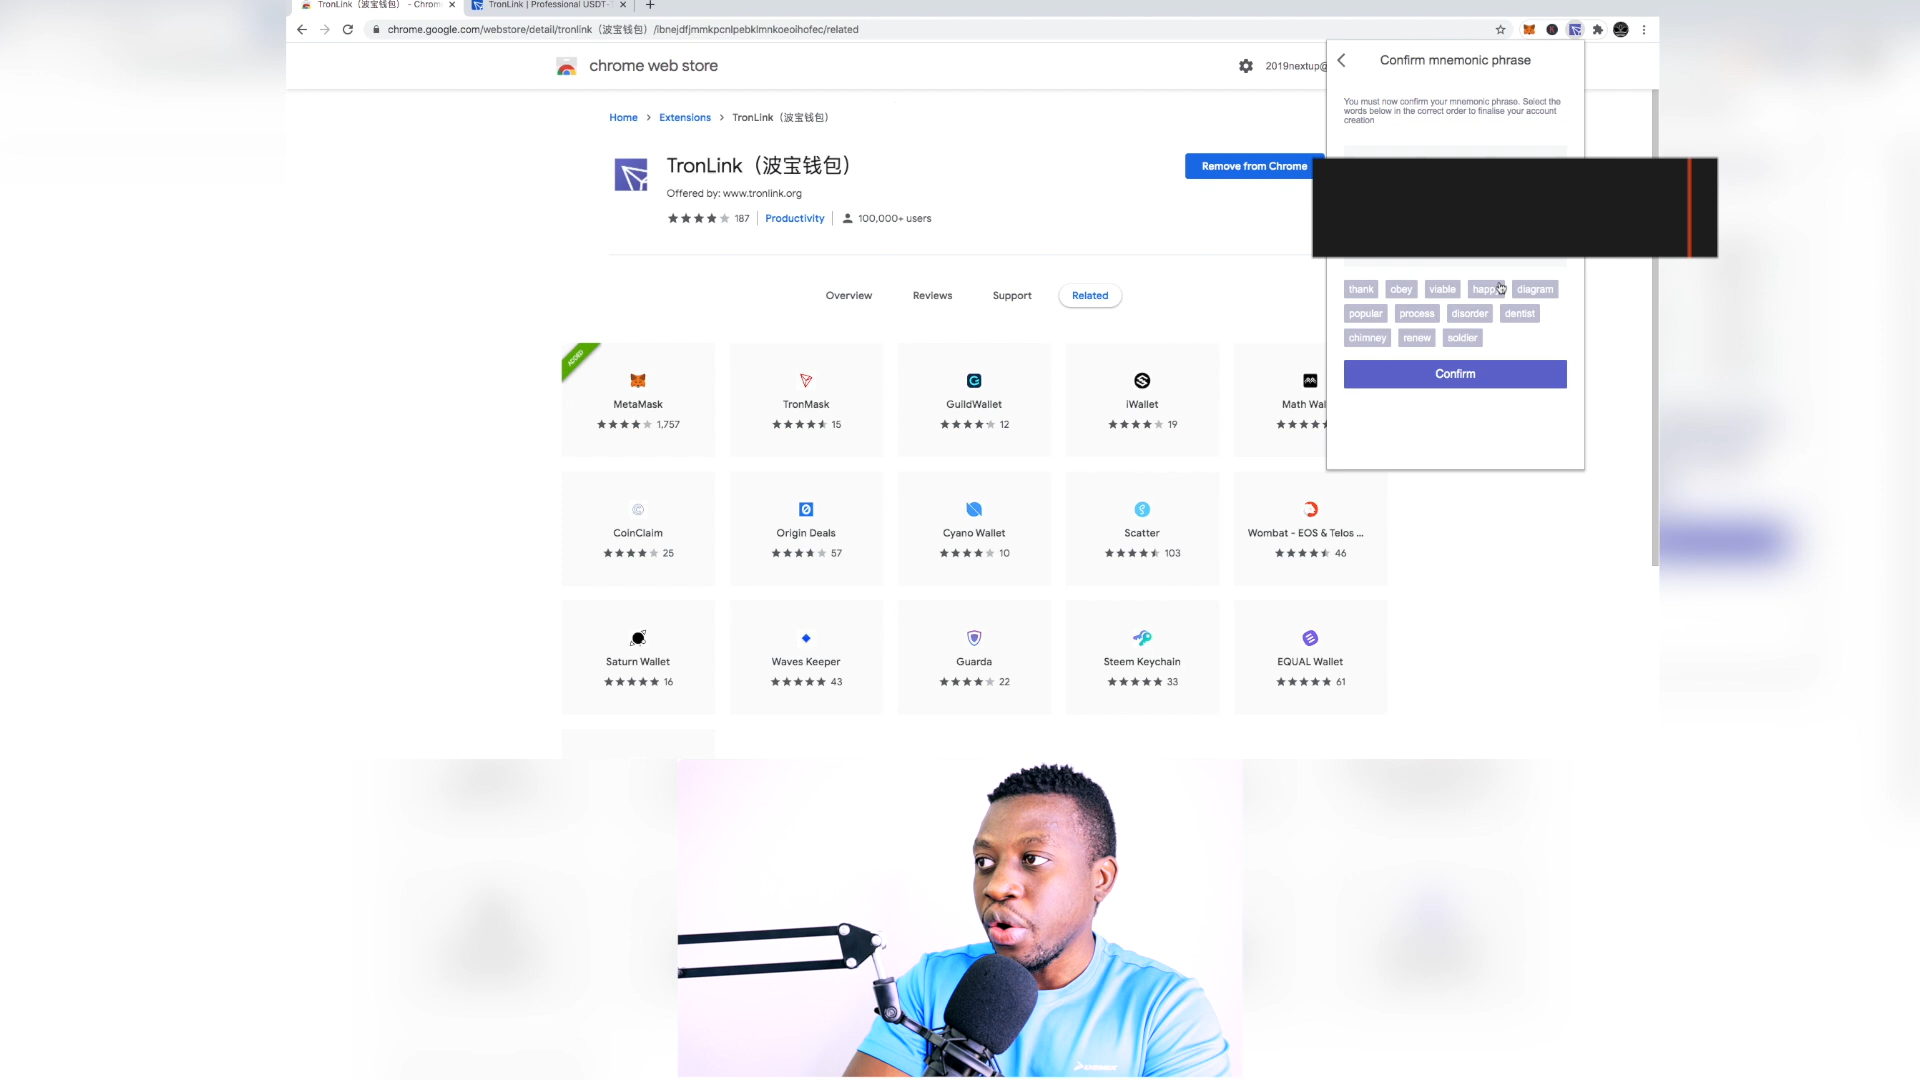 TronLink（波宝钱包） - Chrom
TronLink | Professional USDT-
chrome.google.com/webstore/detail/tronlink（波宝钱包）/ibnejdfjmmkpcnlpebklmnkoeoihofec/related
chrome web store
2019nextup@
Home > Extensions > TronLink（波宝钱包）
TronLink（波宝钱包）
Offered by: www.tronlink.org
187 Productivity 100,000+ users
Remove from Chrome
Overview Reviews Support Related
Confirm mnemonic phrase
You must now confirm your mnemonic phrase. Select the
words below in the correct order to finalise your account
creation
thank obey viable happy diagram
popular process disorder dentist
chimney renew soldier
Confirm
ADDED
MetaMask TronMask GuildWallet iWallet Math Wal
1,757 15 12 19
CoinClaim Origin Deals Cyano Wallet Scatter Wombat - EOS & Telos ...
25 57 10 103 46
Saturn Wallet Waves Keeper Guarda Steem Keychain EQUAL Wallet
16 43 22 33 61